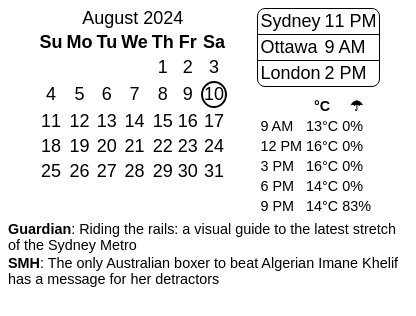 August 2024
Su Mo Tu We Th Fr Sa
1 2 3
4 5 6 7 8 9 10
11 12 13 14 15 16 17
18 19 20 21 22 23 24
25 26 27 28 29 30 31
Sydney 11 PM
Ottawa 9 AM
London 2 PM
°C ☂
9 AM 13°C 0%
12 PM 16°C 0%
3 PM 16°C 0%
6 PM 14°C 0%
9 PM 14°C 83%
Guardian: Riding the rails: a visual guide to the latest stretch
of the Sydney Metro
SMH: The only Australian boxer to beat Algerian Imane Khelif
has a message for her detractors